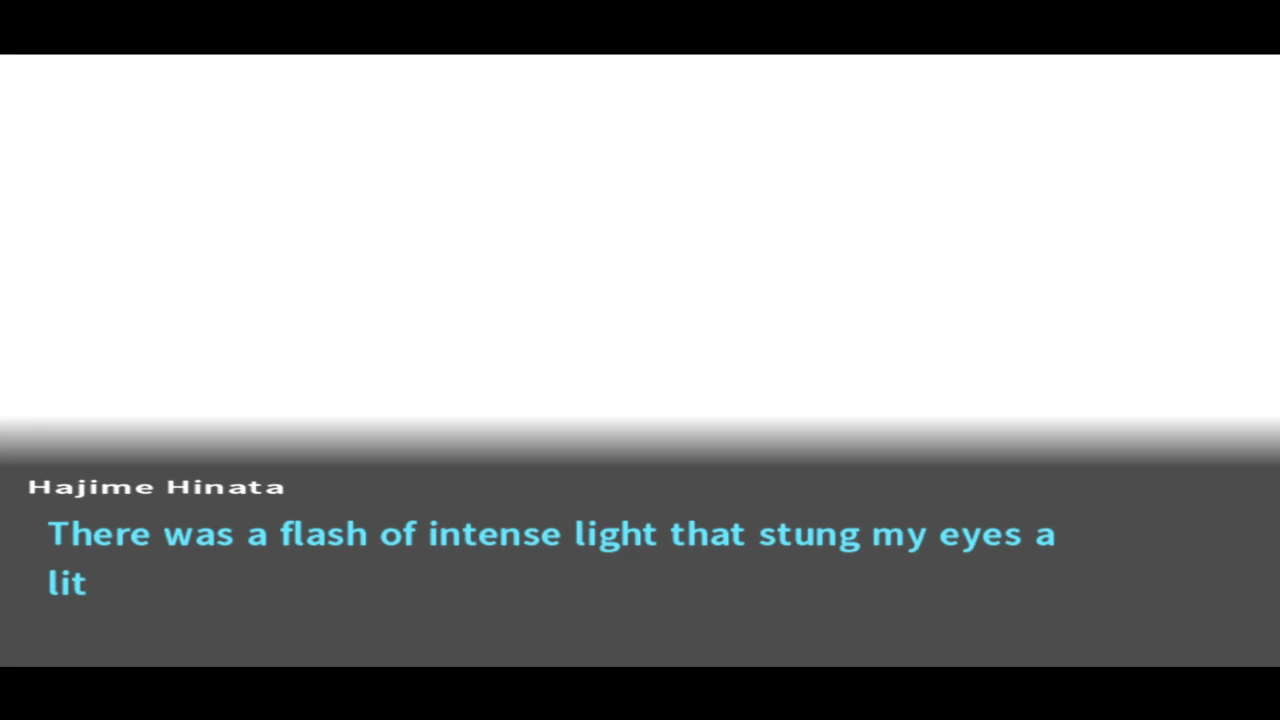 Hajime Hinata
There was a flash of intense light that stung my eyes a
lit